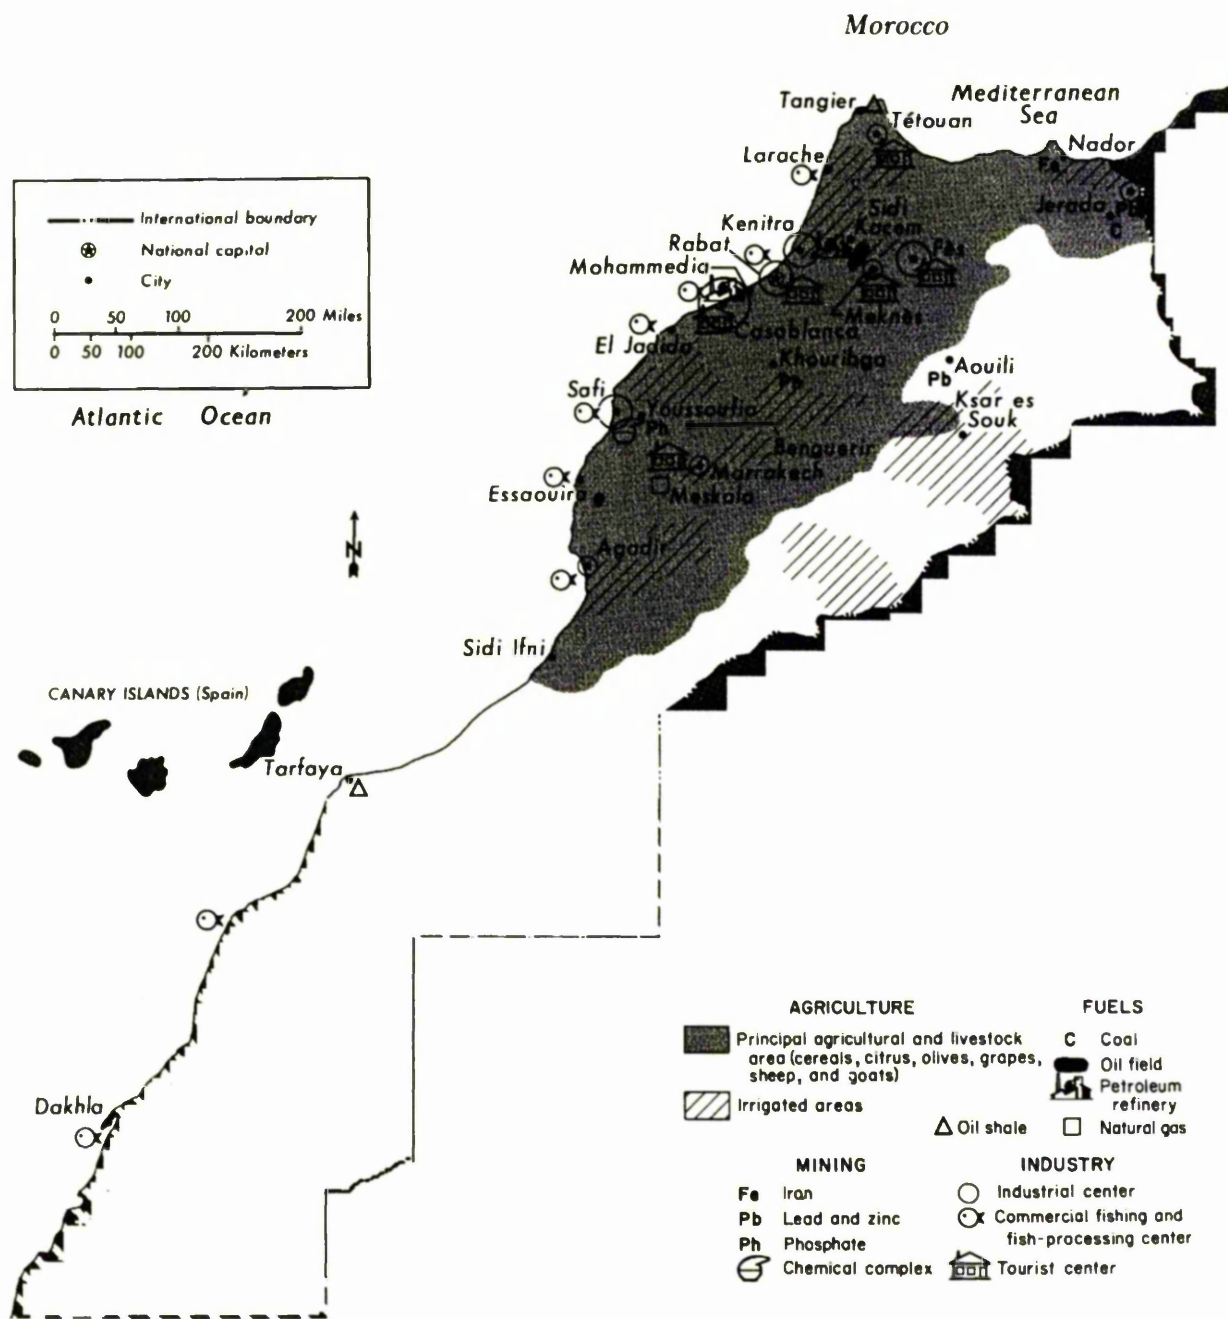 Morocco
Mediterranean
Sea
Tangier
Tétouan
Nador
Larache
Jerada
Pb
C
Fe
Sidi
Kacem
Kenitra
Rabat
Fès
Mohammedia
Meknès
Casablanca
El Jadida
Khouribga
Aouili
Pb
Safi
Youssoufia
Ph
Ksar es
Souk
Benguerir
Marrakech
Essaouira
Meskala
Agadir
Sidi Ifni
International boundary
National capital
City
0 50 100 200 Miles
0 50 100 200 Kilometers
Atlantic Ocean
N
CANARY ISLANDS (Spain)
Tarfaya
Dakhla
AGRICULTURE
Principal agricultural and livestock
area (cereals, citrus, olives, grapes,
sheep, and goats)
Irrigated areas
FUELS
C Coal
Oil field
Petroleum
refinery
Oil shale
Natural gas
MINING
Fe Iron
Pb Lead and zinc
Ph Phosphate
Chemical complex
INDUSTRY
Industrial center
Commercial fishing and
fish-processing center
Tourist center